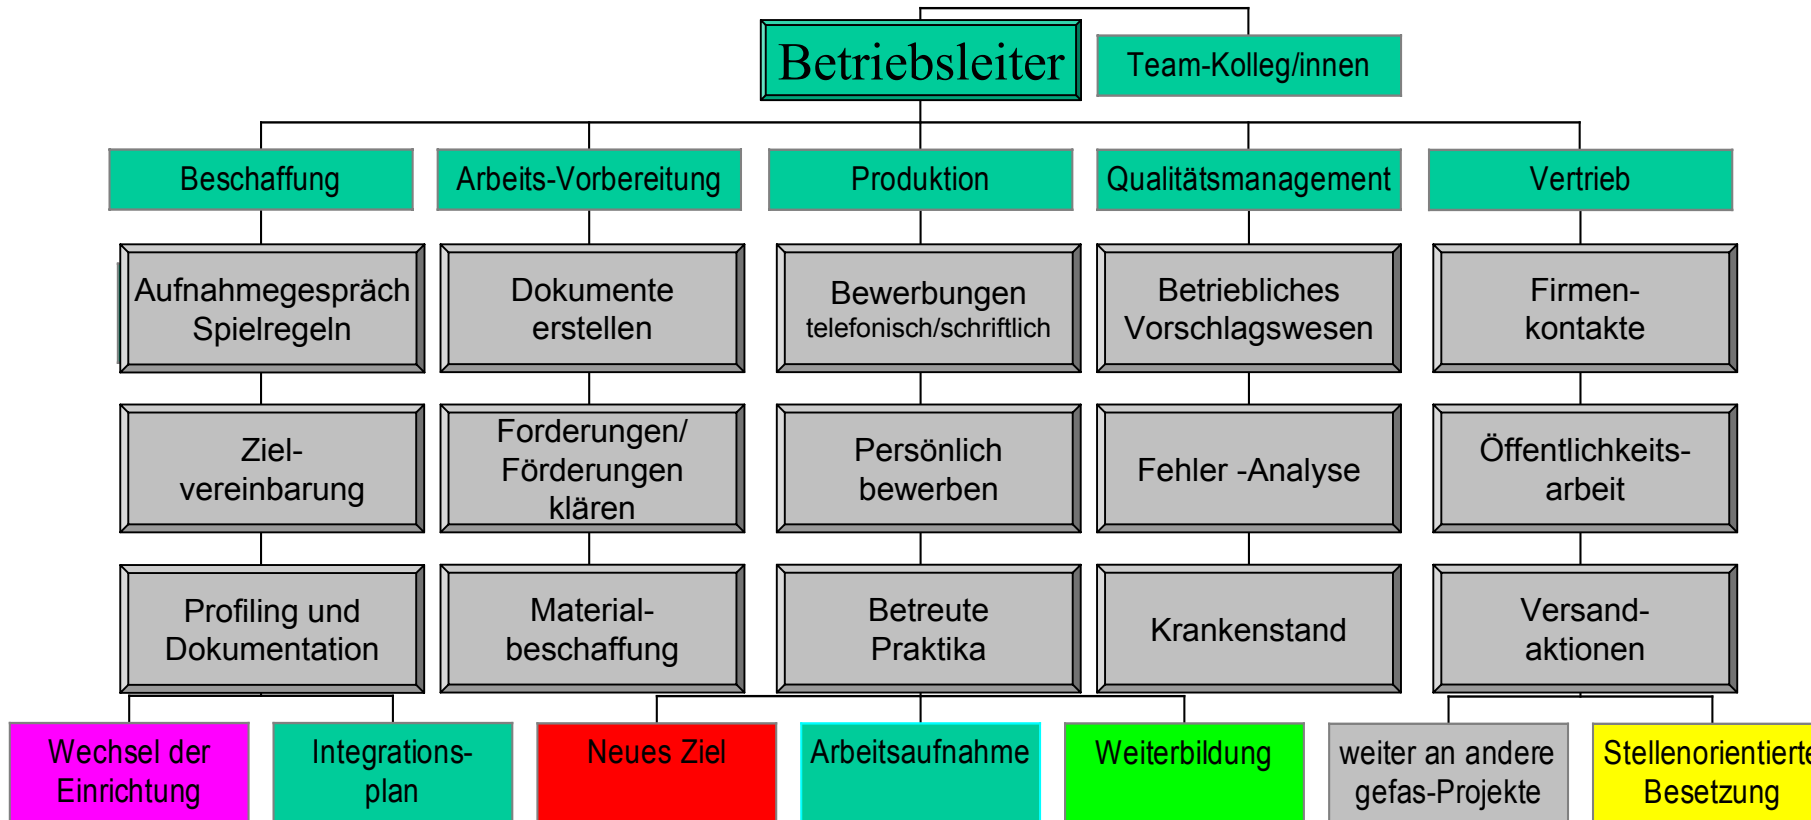 Betriebsleiter
Team-Kolleg/innen
Beschaffung
Arbeits-Vorbereitung
Produktion
Qualitätsmanagement
Vertrieb
Aufnahmegespräch
Spielregeln
Dokumente
erstellen
Bewerbungen
telefonisch/schriftlich
Betriebliches
Vorschlagswesen
Firmen-
kontakte
Ziel-
vereinbarung
Forderungen/
Förderungen
klären
Persönlich
bewerben
Fehler -Analyse
Öffentlichkeits-
arbeit
Profiling und
Dokumentation
Material-
beschaffung
Betreute
Praktika
Krankenstand
Versand-
aktionen
Wechsel der
Einrichtung
Integrations-
plan
Neues Ziel
Arbeitsaufnahme
Weiterbildung
weiter an andere
gefas-Projekte
Stellenorientierte
Besetzung